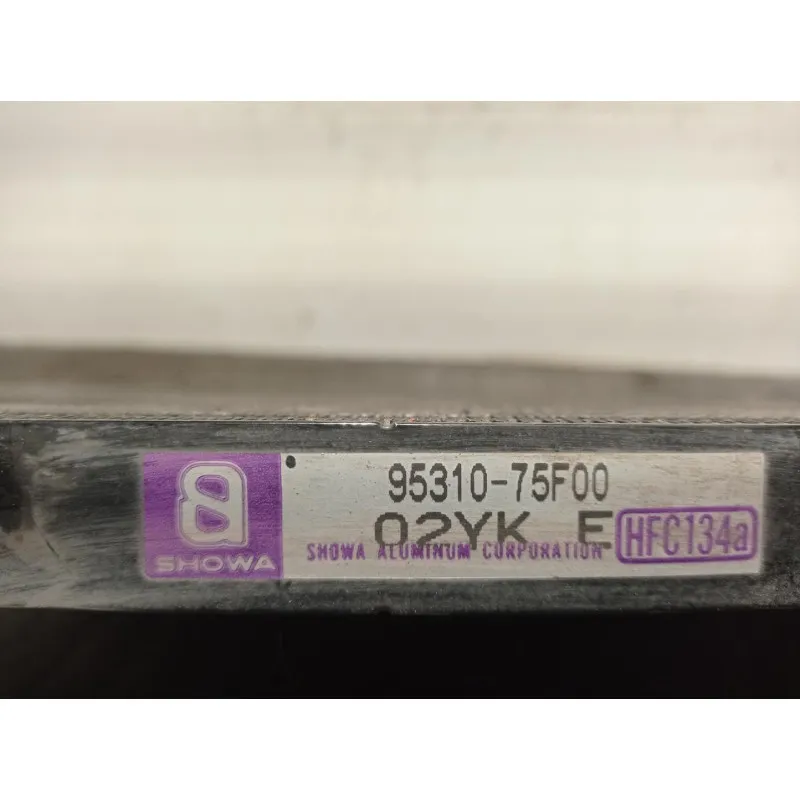 95310-75F00
02YK E
SHOWA
SHOWA ALUMINUM CORPORATION
HFC134a